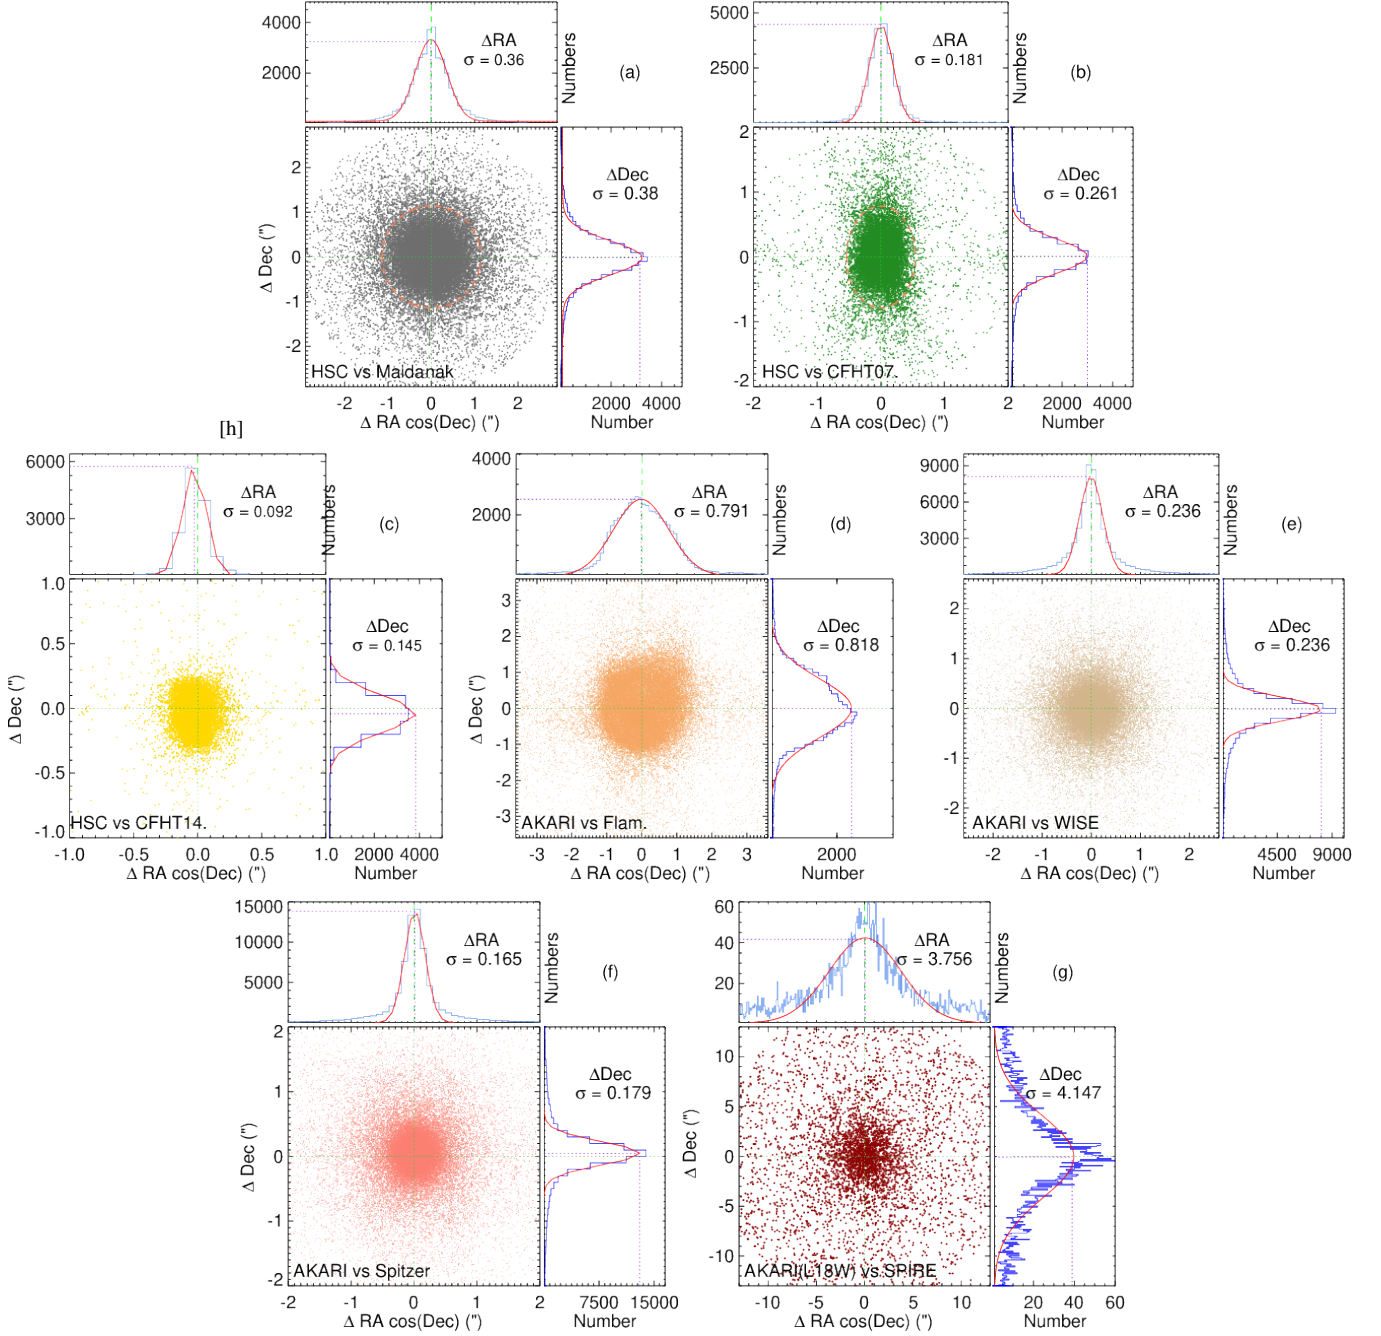 4000
2000
Numbers
ΔRA
σ = 0.36
(a)
2
1
0
-1
-2
Δ Dec (")
ΔDec
σ = 0.38
HSC vs Maidanak
-2 -1 0 1 2
2000 4000
Δ RA cos(Dec) (")
Number
5000
2500
Numbers
ΔRA
σ = 0.181
(b)
2
1
0
-1
-2
ΔDec
σ = 0.261
HSC vs CFHT07.
-2 -1 0 1 2
2000 4000
Δ RA cos(Dec) (")
Number
[h]
6000
3000
Numbers
ΔRA
σ = 0.092
(c)
1.0
0.5
0.0
-0.5
-1.0
Δ Dec (")
ΔDec
σ = 0.145
HSC vs CFHT14.
-1.0 -0.5 0.0 0.5 1.0
2000 4000
Δ RA cos(Dec) (")
Number
4000
2000
Numbers
ΔRA
σ = 0.791
(d)
3
2
1
0
-1
-2
-3
Δ Dec (")
ΔDec
σ = 0.818
AKARI vs Flam.
-3 -2 -1 0 1 2 3
2000
Δ RA cos(Dec) (")
Number
9000
6000
3000
Numbers
ΔRA
σ = 0.236
(e)
2
1
0
-1
-2
Δ Dec (")
ΔDec
σ = 0.236
AKARI vs WISE
-2 -1 0 1 2
4500 9000
Δ RA cos(Dec) (")
Number
15000
10000
5000
Numbers
ΔRA
σ = 0.165
(f)
2
1
0
-1
-2
Δ Dec (")
ΔDec
σ = 0.179
AKARI vs Spitzer
-2 -1 0 1 2
7500 15000
Δ RA cos(Dec) (")
Number
60
40
20
Numbers
ΔRA
σ = 3.756
(g)
10
5
0
-5
-10
Δ Dec (")
ΔDec
σ = 4.147
AKARI(L18W) vs SPIRE
-10 -5 0 5 10
0 20 40 60
Δ RA cos(Dec) (")
Number